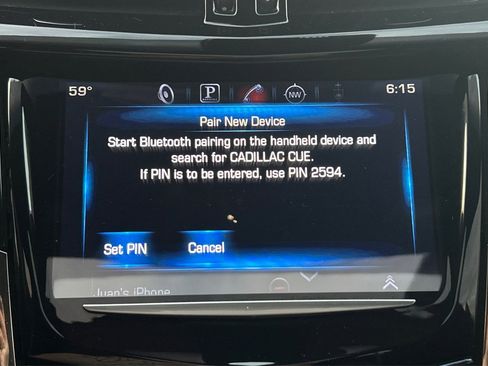 59° P NW 6:15
Pair New Device
Start Bluetooth pairing on the handheld device and
search for CADILLAC CUE.
If PIN is to be entered, use PIN 2594.
Set PIN Cancel
Juan's iPhone